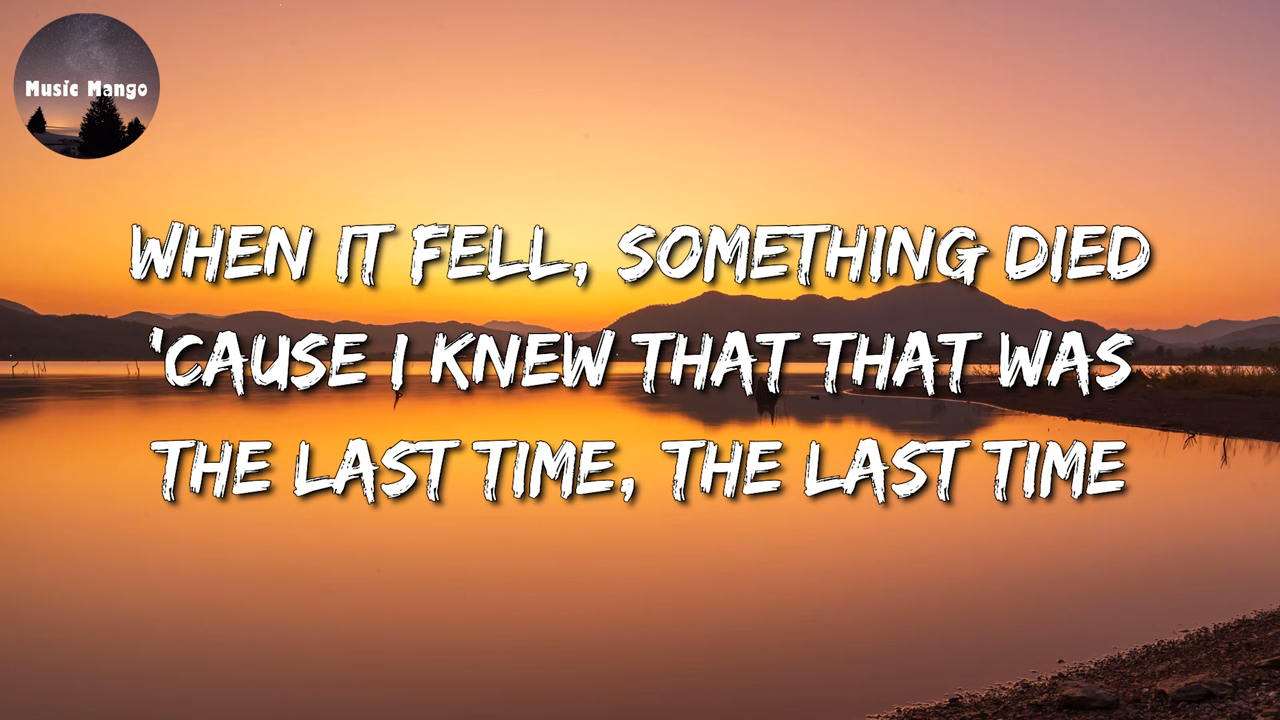 Music Mango
WHEN IT FELL, SOMETHING DIED
'CAUSE I KNEW THAT THAT WAS
THE LAST TIME, THE LAST TIME